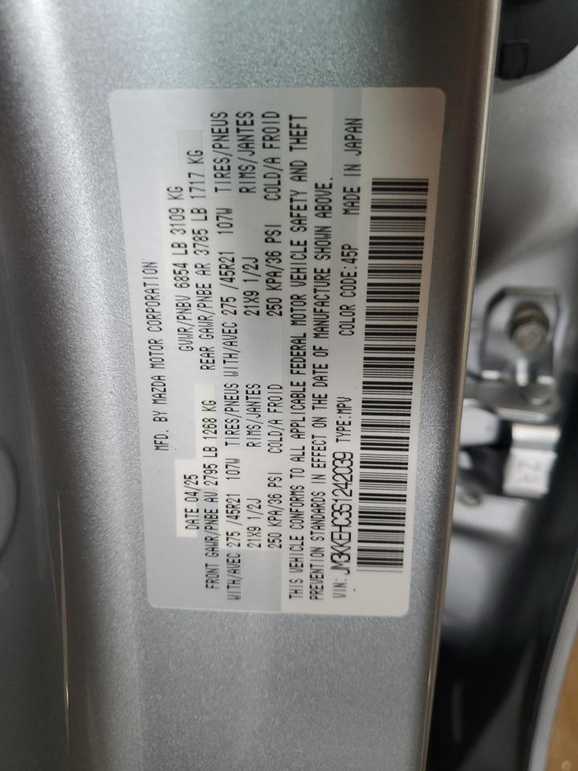 MFD. BY MAZDA MOTOR CORPORATION
DATE 04/25 GVWR/PNBV 6854 LB 3109 KG
FRONT GAWR/PNBE AV 2795 LB 1268 KG REAR GAWR/PNBE AR 3785 LB 1717 KG
WITH/AVEC 275 /45R21 107W TIRES/PNEUS WITH/AVEC 275 /45R21 107W TIRES/PNEUS
21X9 1/2J RIMS/JANTES 21X9 1/2J RIMS/JANTES
250 KPA/36 PSI COLD/A FROID 250 KPA/36 PSI COLD/A FROID
THIS VEHICLE CONFORMS TO ALL APPLICABLE FEDERAL MOTOR VEHICLE SAFETY AND THEFT
PREVENTION STANDARDS IN EFFECT ON THE DATE OF MANUFACTURE SHOWN ABOVE.
VIN: JM3KKEHC3S1242039 TYPE:MPV COLOR CODE:45P MADE IN JAPAN